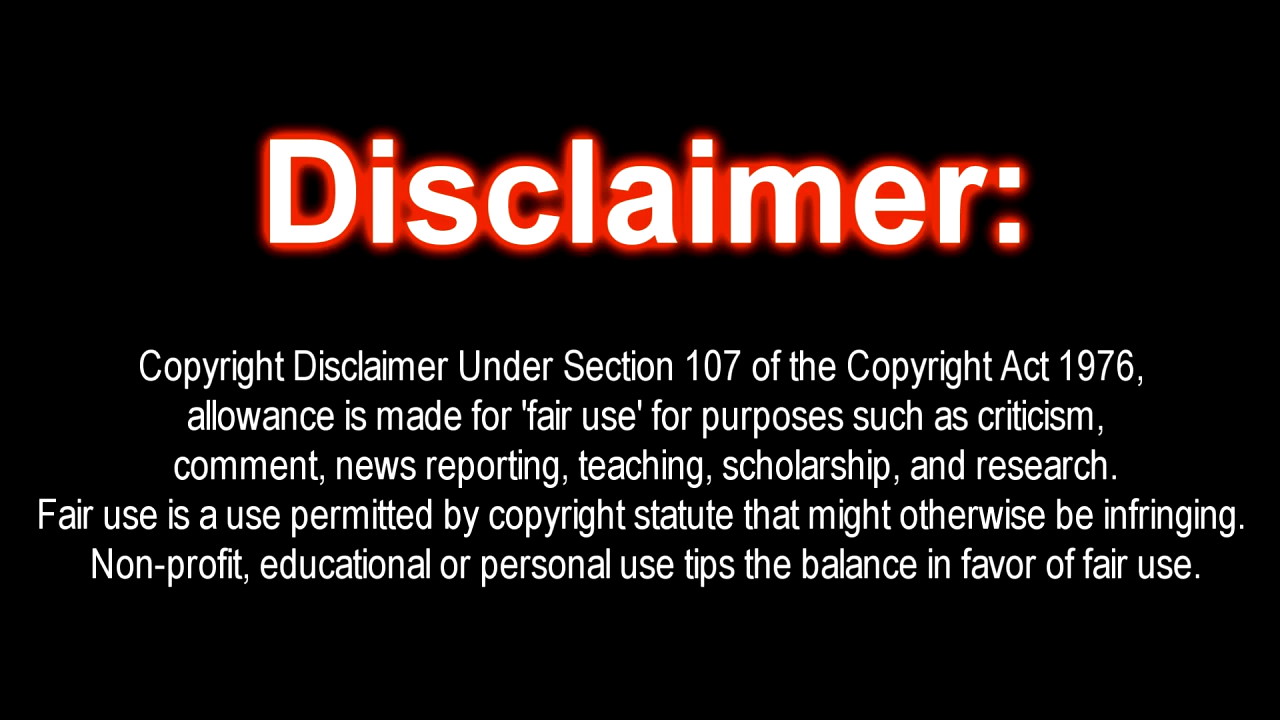 Disclaimer:
Copyright Disclaimer Under Section 107 of the Copyright Act 1976,
allowance is made for 'fair use' for purposes such as criticism,
comment, news reporting, teaching, scholarship, and research.
Fair use is a use permitted by copyright statute that might otherwise be infringing.
Non-profit, educational or personal use tips the balance in favor of fair use.